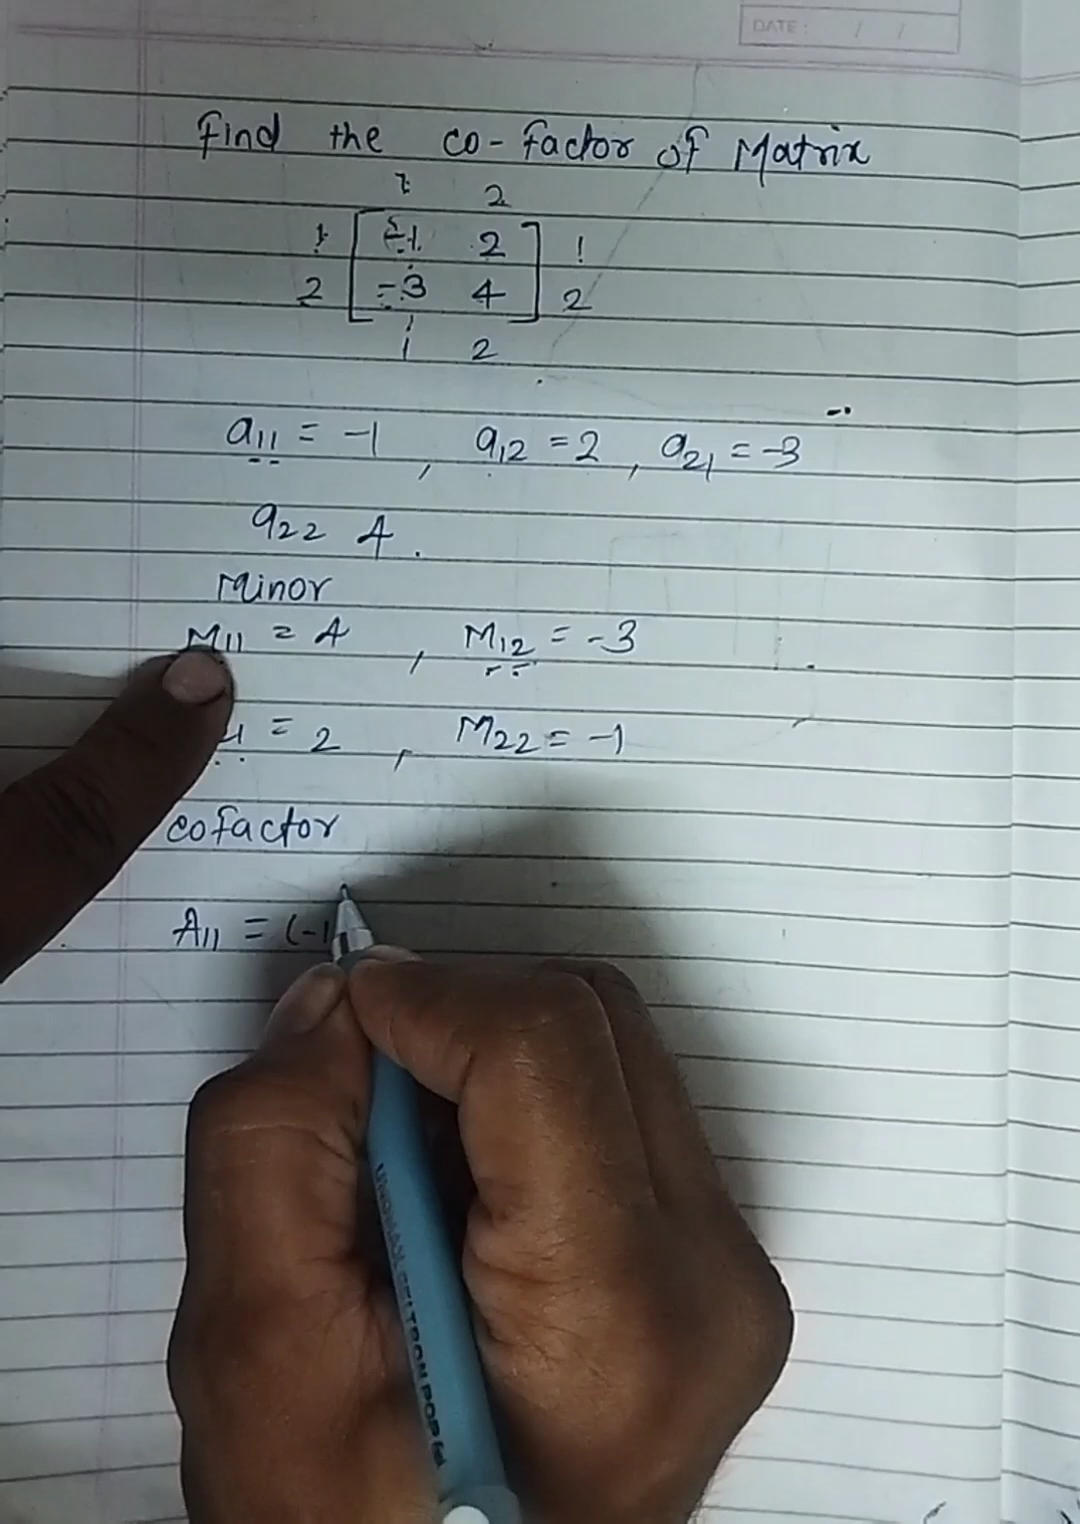 DATE: / /
Find the co-factor of Matrix
1 2
1 [ -1 2 ] 1
2 [ -3 4 ] 2
1 2
a11 = -1 , a12 = 2 , a21 = -3
a22 4 .
Minor
M11 = 4 , M12 = -3
= 2 , M22 = -1
cofactor
A11 = (-1